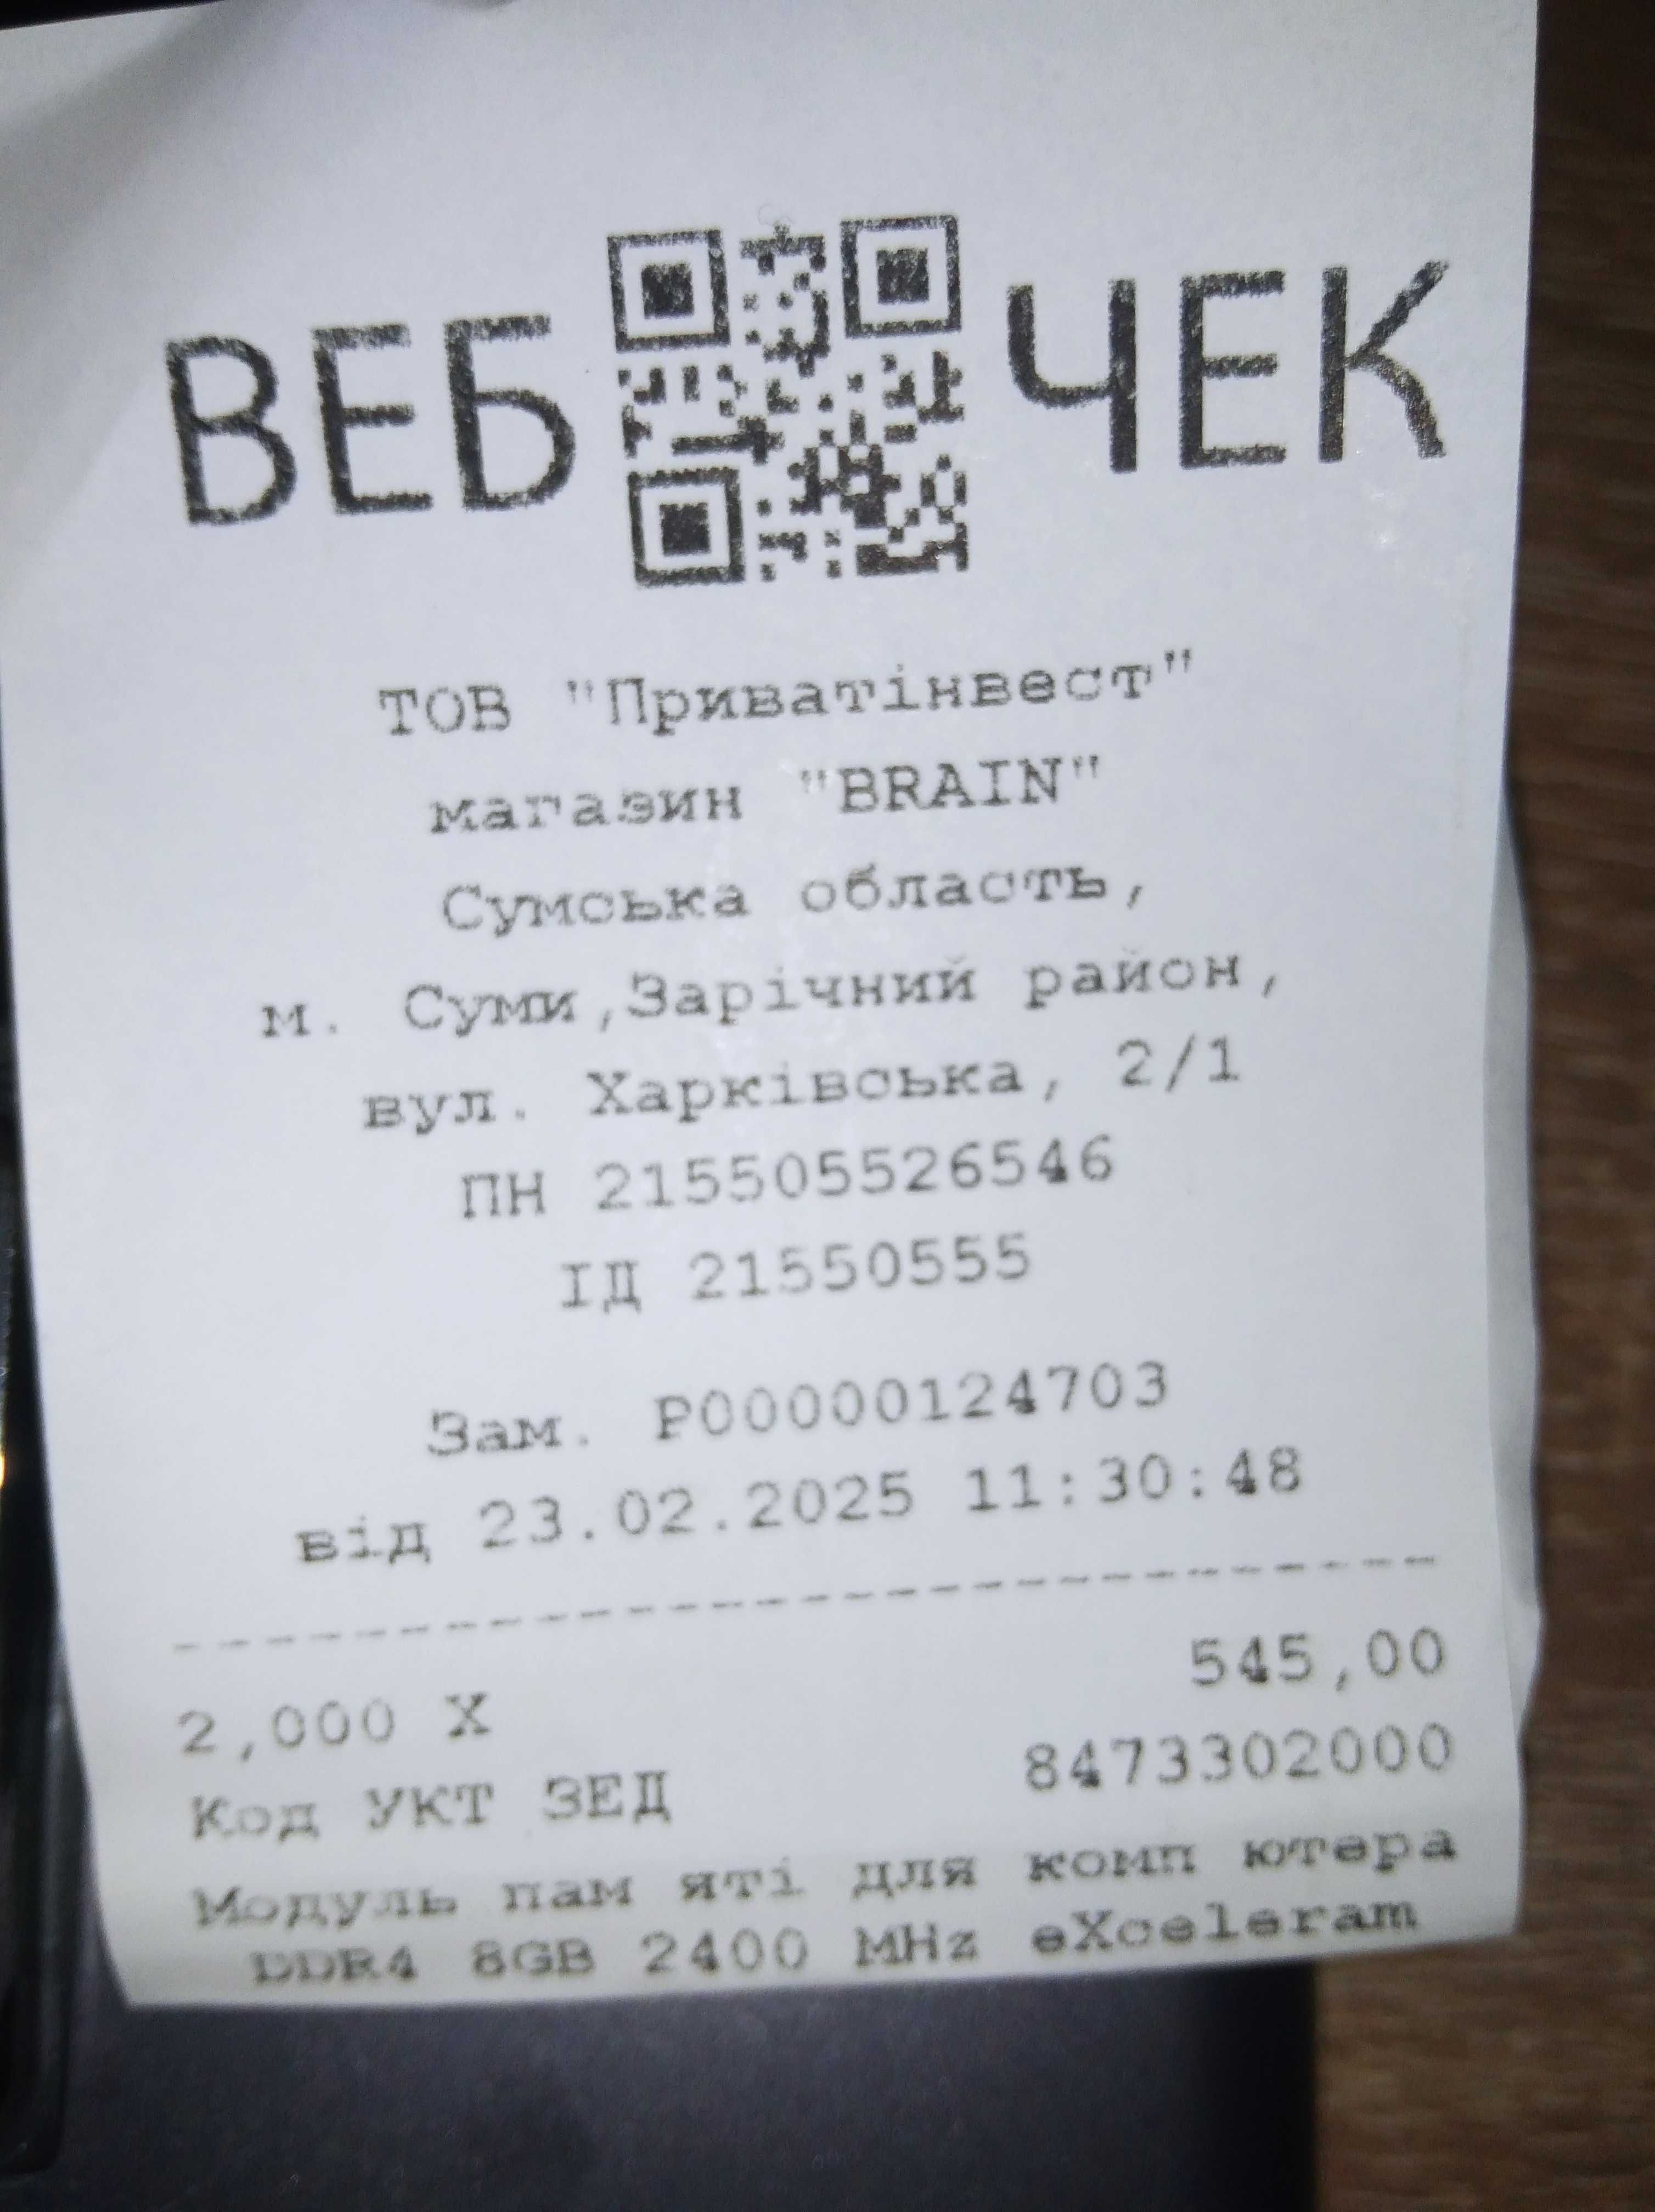 ВЕБ ЧЕК
ТОВ "Приватінвест"
магазин "BRAIN"
Сумська область,
м. Суми,Зарічний район,
вул. Харківська, 2/1
ПН 215505526546
ІД 21550555
Зам. Р00000124703
від 23.02.2025 11:30:48
2,000 X 545,00
Код УКТ ЗЕД 8473302000
Модуль пам яті для комп ютера
DDR4 8GB 2400 MHz eXceleram